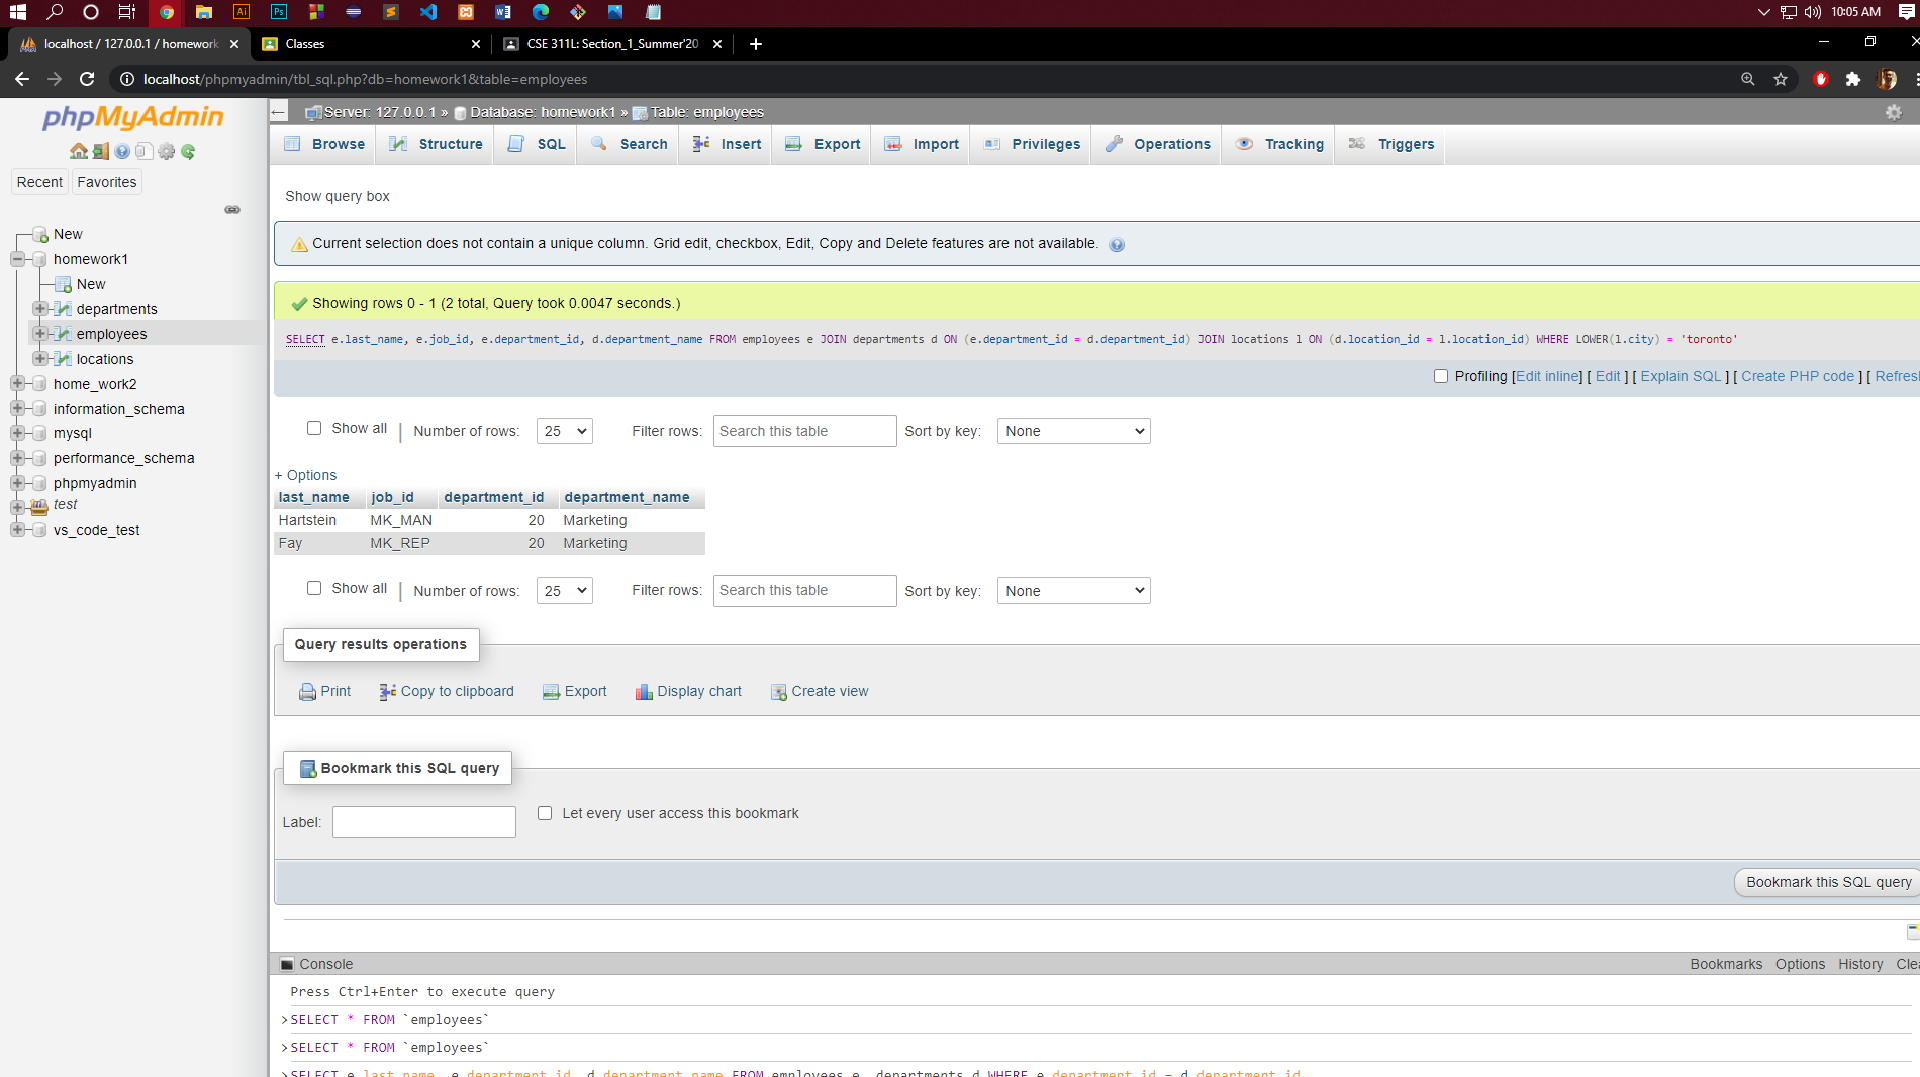 10:05 AM
localhost / 127.0.0.1 / homework
Classes
CSE 311L: Section_1_Summer'20
localhost/phpmyadmin/tbl_sql.php?db=homework1&table=employees
phpMyAdmin
Recent
Favorites
New
homework1
New
departments
employees
locations
home_work2
information_schema
mysql
performance_schema
phpmyadmin
test
vs_code_test
Server: 127.0.0.1 » Database: homework1 » Table: employees
Browse
Structure
SQL
Search
Insert
Export
Import
Privileges
Operations
Tracking
Triggers
Show query box
Current selection does not contain a unique column. Grid edit, checkbox, Edit, Copy and Delete features are not available.
Showing rows 0 - 1 (2 total, Query took 0.0047 seconds.)
SELECT e.last_name, e.job_id, e.department_id, d.department_name FROM employees e JOIN departments d ON (e.department_id = d.department_id) JOIN locations l ON (d.location_id = l.location_id) WHERE LOWER(l.city) = 'toronto'
Profiling [Edit inline] [ Edit ] [ Explain SQL ] [ Create PHP code ] [ Refresh
Show all | Number of rows: 25 Filter rows: Search this table Sort by key: None
+ Options
last_name job_id department_id department_name
Hartstein MK_MAN 20 Marketing
Fay MK_REP 20 Marketing
Show all | Number of rows: 25 Filter rows: Search this table Sort by key: None
Query results operations
Print Copy to clipboard Export Display chart Create view
Bookmark this SQL query
Label: Let every user access this bookmark
Bookmark this SQL query
Console Bookmarks Options History Clea
Press Ctrl+Enter to execute query
>SELECT * FROM `employees`
>SELECT * FROM `employees`
>SELECT e.last_name, e.department_id, d.department_name FROM employees e, departments d WHERE e.department_id = d.department_id